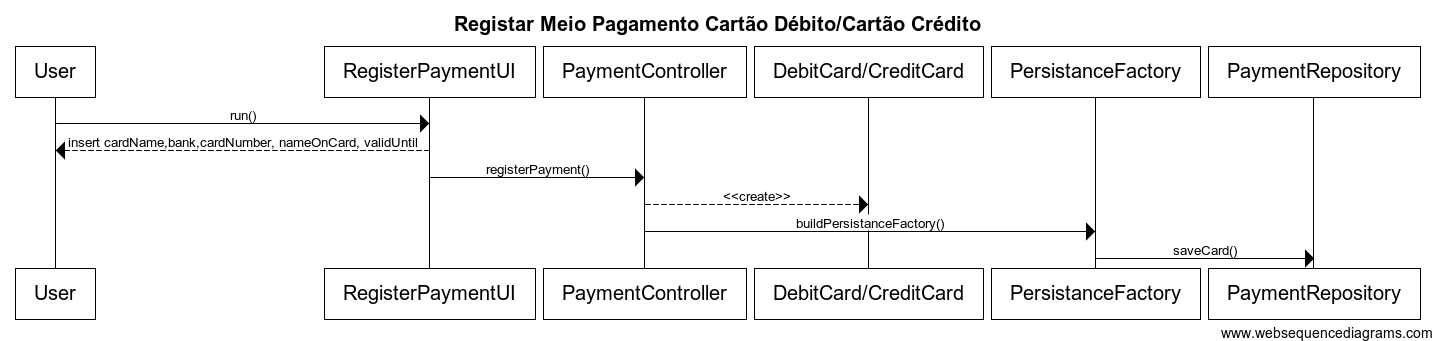 Registar Meio Pagamento Cartão Débito/Cartão Crédito
User
RegisterPaymentUI
PaymentController
DebitCard/CreditCard
PersistanceFactory
PaymentRepository
run()
insert cardName,bank,cardNumber, nameOnCard, validUntil
registerPayment()
<<create>>
buildPersistanceFactory()
saveCard()
User
RegisterPaymentUI
PaymentController
DebitCard/CreditCard
PersistanceFactory
PaymentRepository
www.websequencediagrams.com